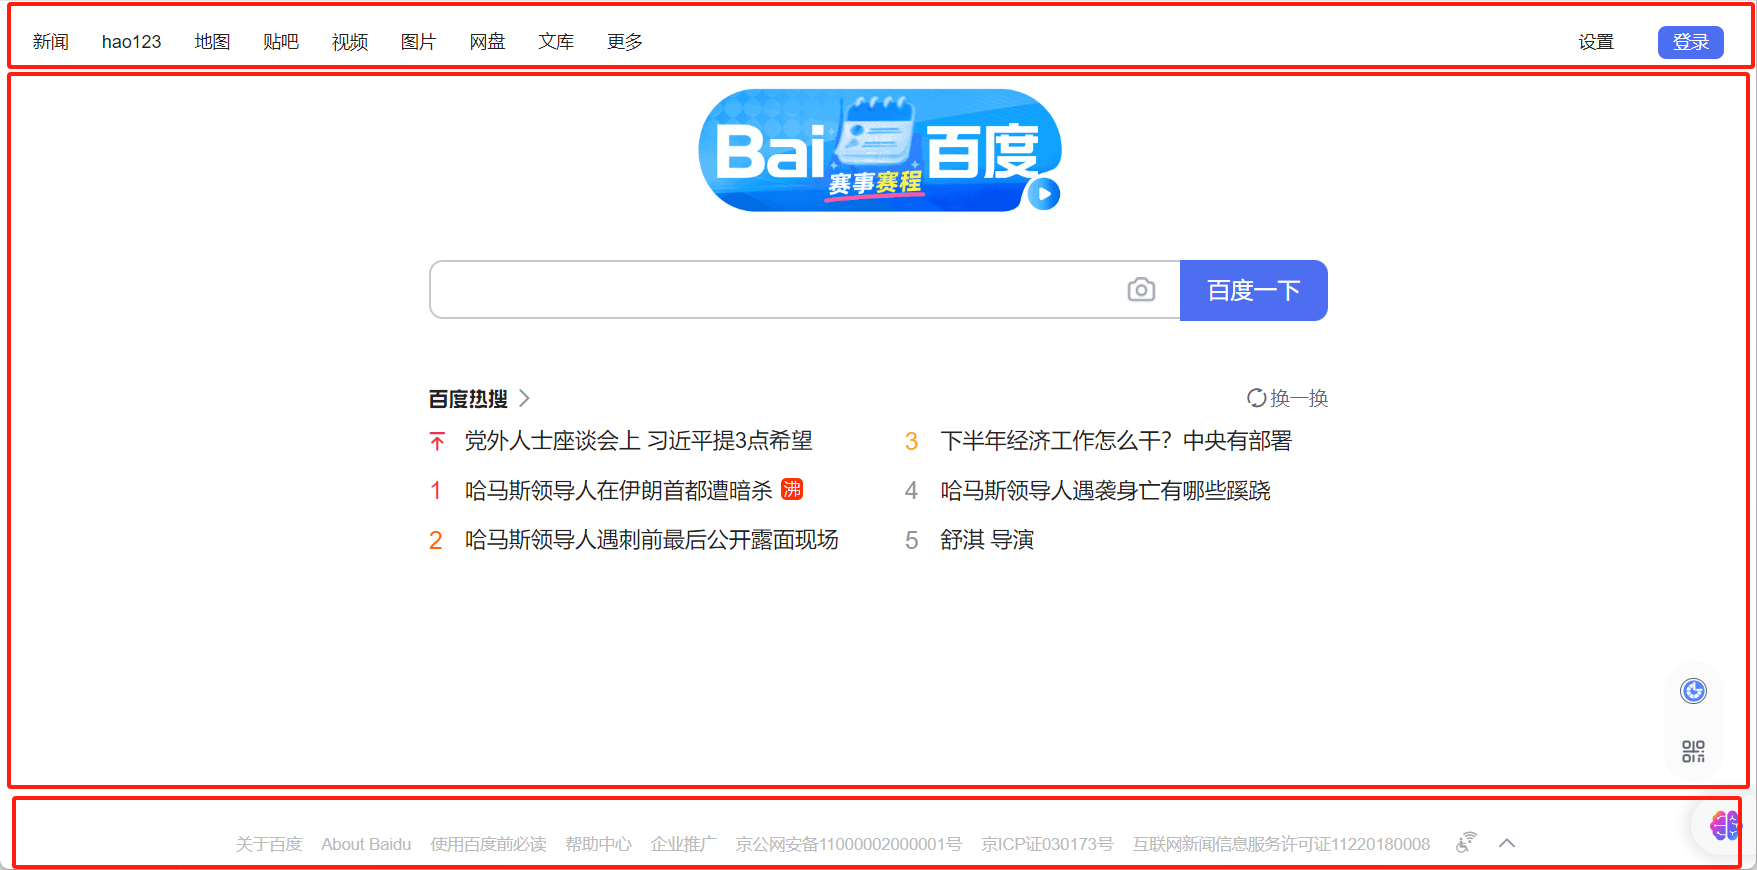 新闻 hao123 地图 贴吧 视频 图片 网盘 文库 更多 设置 登录
Bai 百度
赛事赛程
百度一下
百度热搜 换一换
党外人士座谈会上 习近平提3点希望
1 哈马斯领导人在伊朗首都遭暗杀 沸
2 哈马斯领导人遇刺前最后公开露面现场
3 下半年经济工作怎么干？中央有部署
4 哈马斯领导人遇袭身亡有哪些蹊跷
5 舒淇 导演
关于百度 About Baidu 使用百度前必读 帮助中心 企业推广 京公网安备11000002000001号 京ICP证030173号 互联网新闻信息服务许可证11220180008